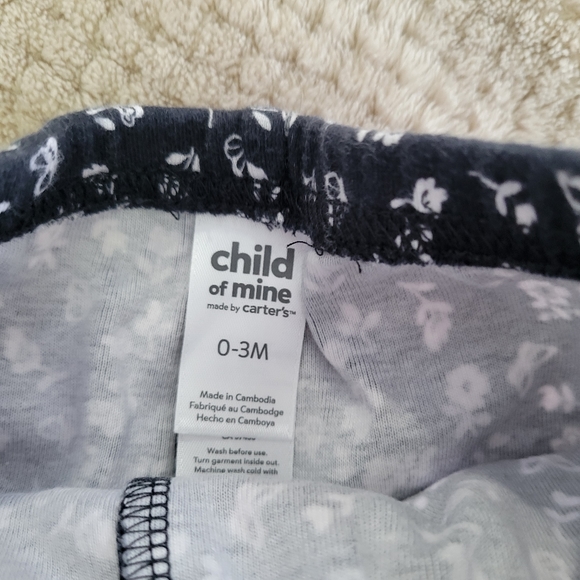 child
of mine
made by carter's™
0-3M
Made in Cambodia
Fabriqué au Cambodge
Hecho en Camboya
Wash before use.
Turn garment inside out.
Machine wash cold with